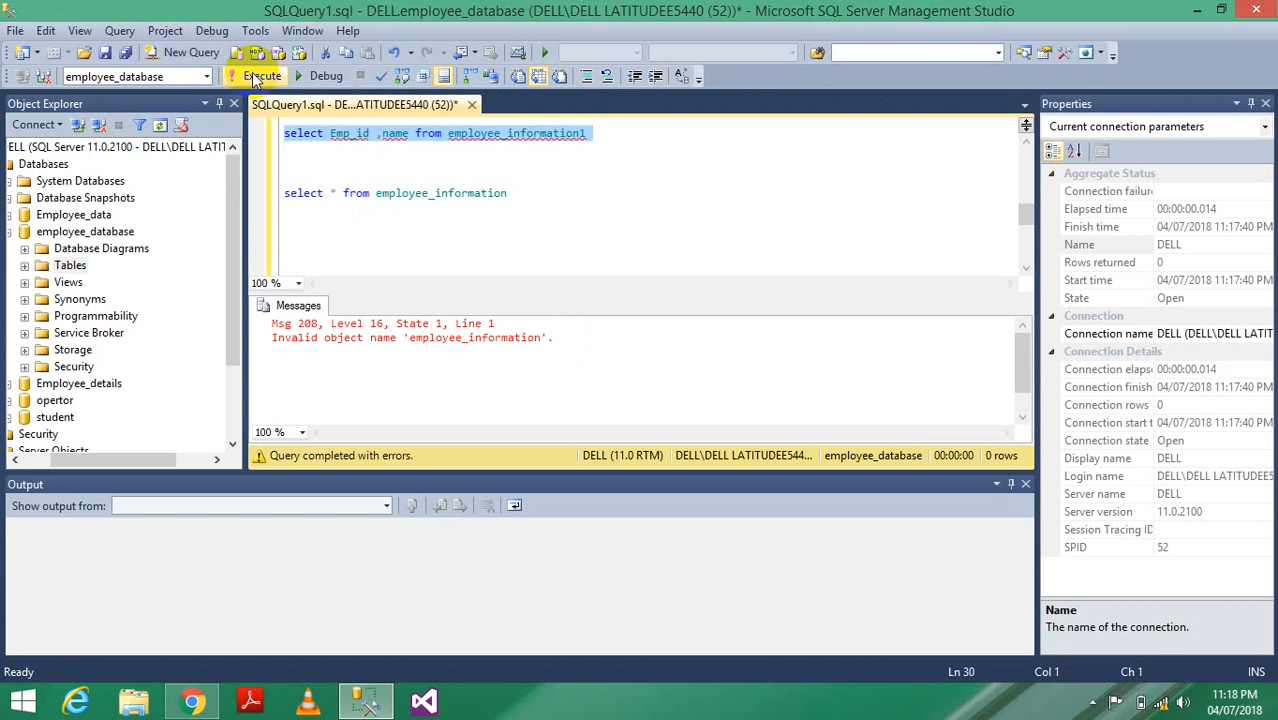 SQLQuery1.sql - DELL.employee_database (DELL\DELL LATITUDEE5440 (52))* - Microsoft SQL Server Management Studio
File Edit View Query Project Debug Tools Window Help
New Query
employee_database Execute Debug
Object Explorer
Connect
ELL (SQL Server 11.0.2100 - DELL\DELL LATI
Databases
System Databases
Database Snapshots
Employee_data
employee_database
Database Diagrams
Tables
Views
Synonyms
Programmability
Service Broker
Storage
Security
Employee_details
opertor
student
Security
Server Objects
SQLQuery1.sql - DE...ATITUDEE5440 (52))*
select Emp_id ,name from employee_information1
select * from employee_information
100 %
Messages
Msg 208, Level 16, State 1, Line 1
Invalid object name 'employee_information'.
100 %
Query completed with errors. DELL (11.0 RTM) DELL\DELL LATITUDEE544... employee_database 00:00:00 0 rows
Output
Show output from:
Properties
Current connection parameters
Aggregate Status
Connection failure
Elapsed time 00:00:00.014
Finish time 04/07/2018 11:17:40 PM
Name DELL
Rows returned 0
Start time 04/07/2018 11:17:40 PM
State Open
Connection
Connection name DELL (DELL\DELL LATIT
Connection Details
Connection elaps 00:00:00.014
Connection finish 04/07/2018 11:17:40 PM
Connection rows 0
Connection start t 04/07/2018 11:17:40 PM
Connection state Open
Display name DELL
Login name DELL\DELL LATITUDEE5
Server name DELL
Server version 11.0.2100
Session Tracing ID
SPID 52
Name
The name of the connection.
Ready Ln 30 Col 1 Ch 1 INS
11:18 PM
04/07/2018